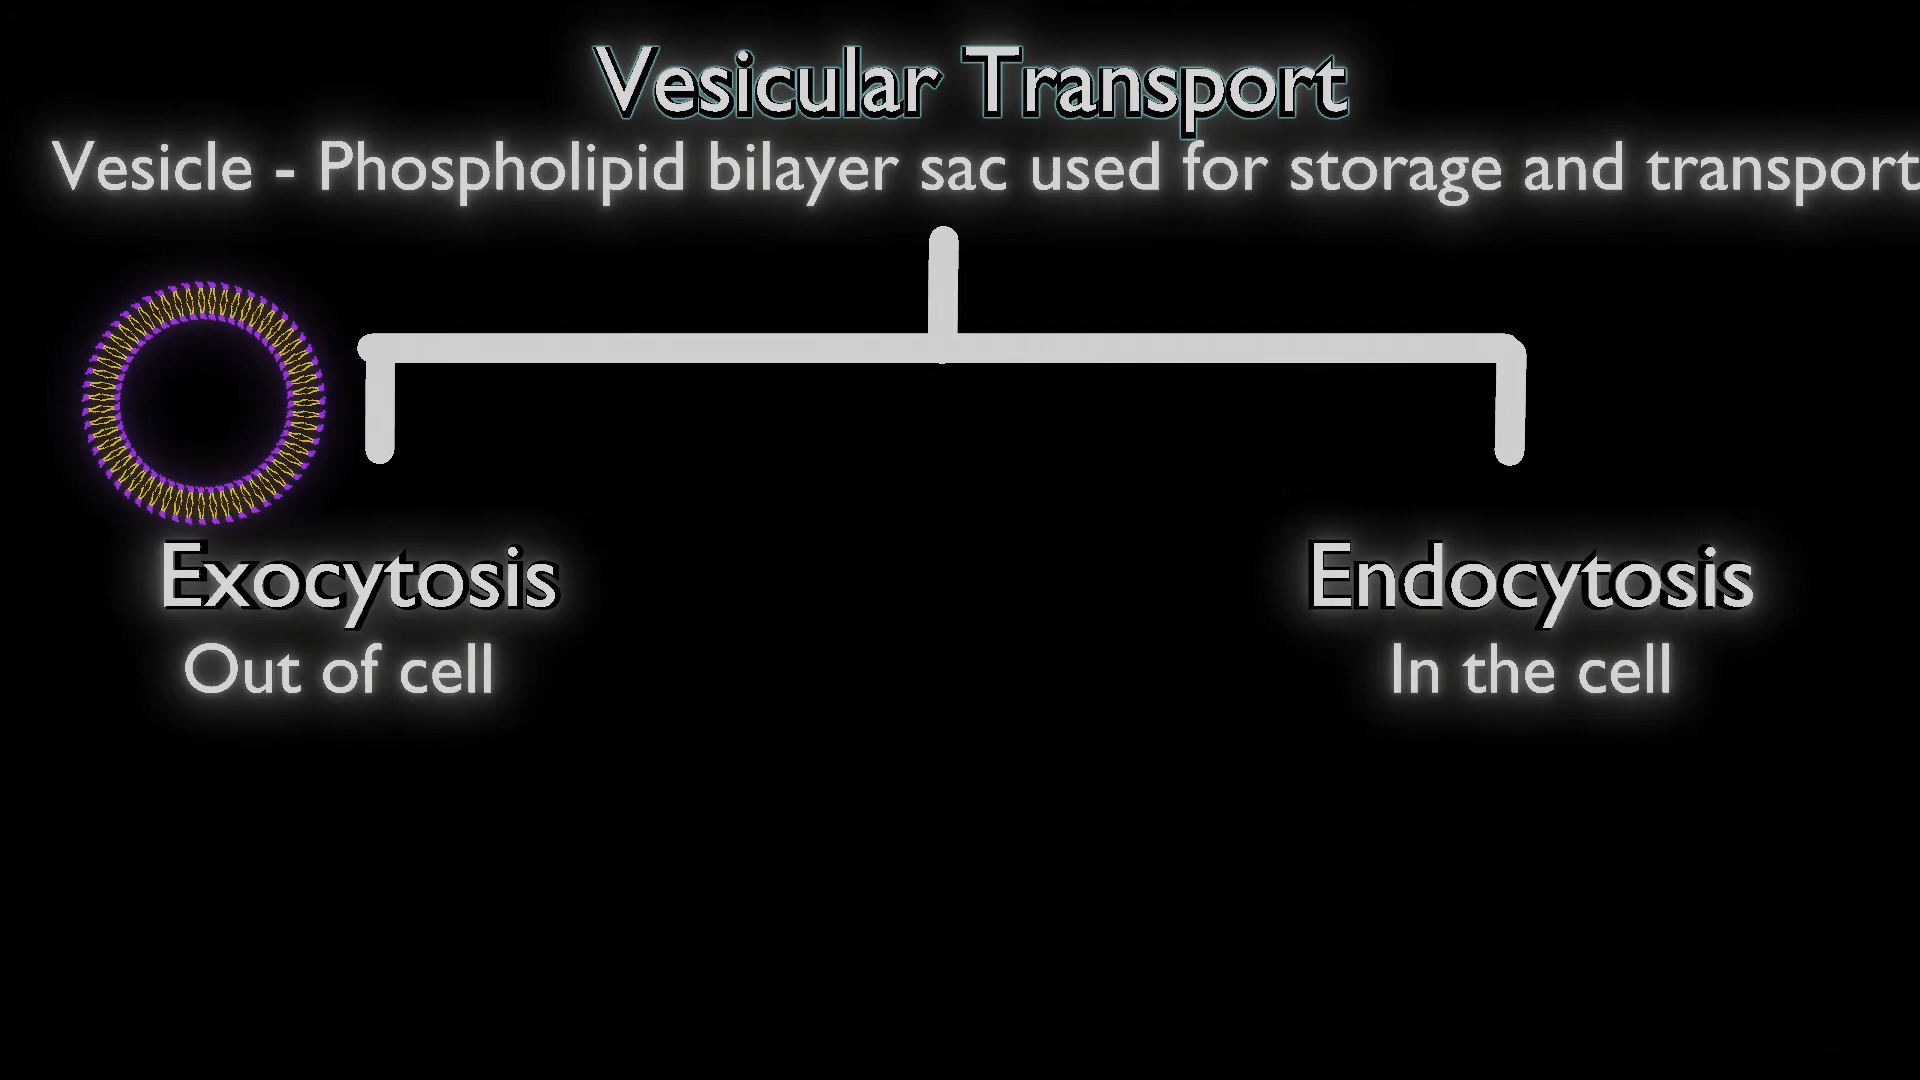 Vesicular Transport
Vesicle - Phospholipid bilayer sac used for storage and transport
Exocytosis
Endocytosis
Out of cell
In the cell